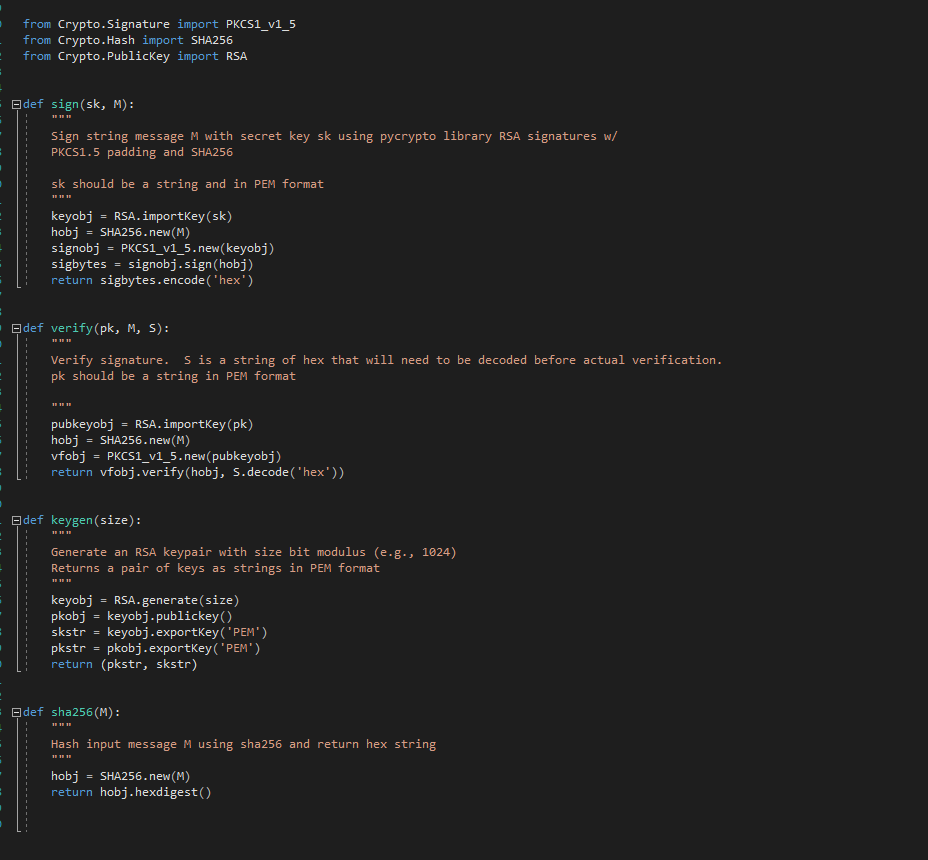 from Crypto.Signature import PKCS1_v1_5
from Crypto.Hash import SHA256
from Crypto.PublicKey import RSA
def sign(sk, M):
"""
Sign string message M with secret key sk using pycrypto library RSA signatures w/
PKCS1.5 padding and SHA256
sk should be a string and in PEM format
"""
keyobj = RSA.importKey(sk)
hobj = SHA256.new(M)
signobj = PKCS1_v1_5.new(keyobj)
sigbytes = signobj.sign(hobj)
return sigbytes.encode('hex')
def verify(pk, M, S):
"""
Verify signature.  S is a string of hex that will need to be decoded before actual verification.
pk should be a string in PEM format
"""
pubkeyobj = RSA.importKey(pk)
hobj = SHA256.new(M)
vfobj = PKCS1_v1_5.new(pubkeyobj)
return vfobj.verify(hobj, S.decode('hex'))
def keygen(size):
"""
Generate an RSA keypair with size bit modulus (e.g., 1024)
Returns a pair of keys as strings in PEM format
"""
keyobj = RSA.generate(size)
pkobj = keyobj.publickey()
skstr = keyobj.exportKey('PEM')
pkstr = pkobj.exportKey('PEM')
return (pkstr, skstr)
def sha256(M):
"""
Hash input message M using sha256 and return hex string
"""
hobj = SHA256.new(M)
return hobj.hexdigest()